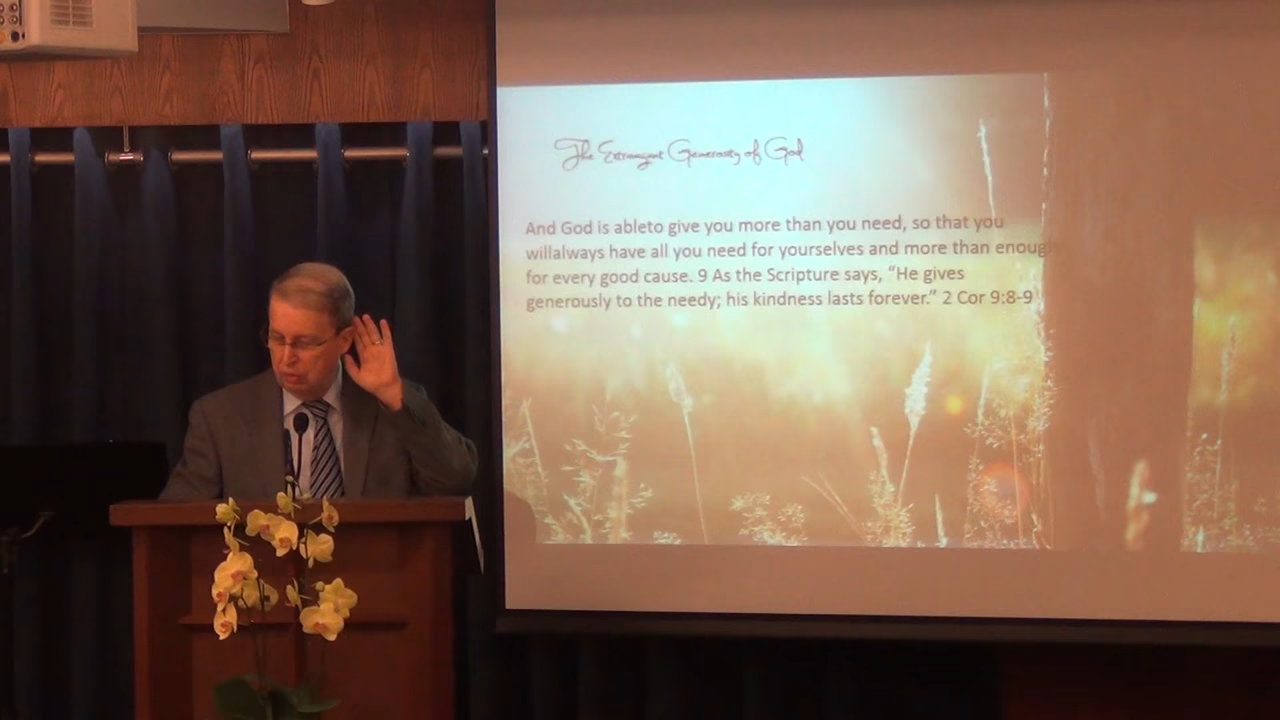 The Extravagant Generosity of God
And God is ableto give you more than you need, so that you
willalways have all you need for yourselves and more than enough
for every good cause. 9 As the Scripture says, “He gives
generously to the needy; his kindness lasts forever.” 2 Cor 9:8-9